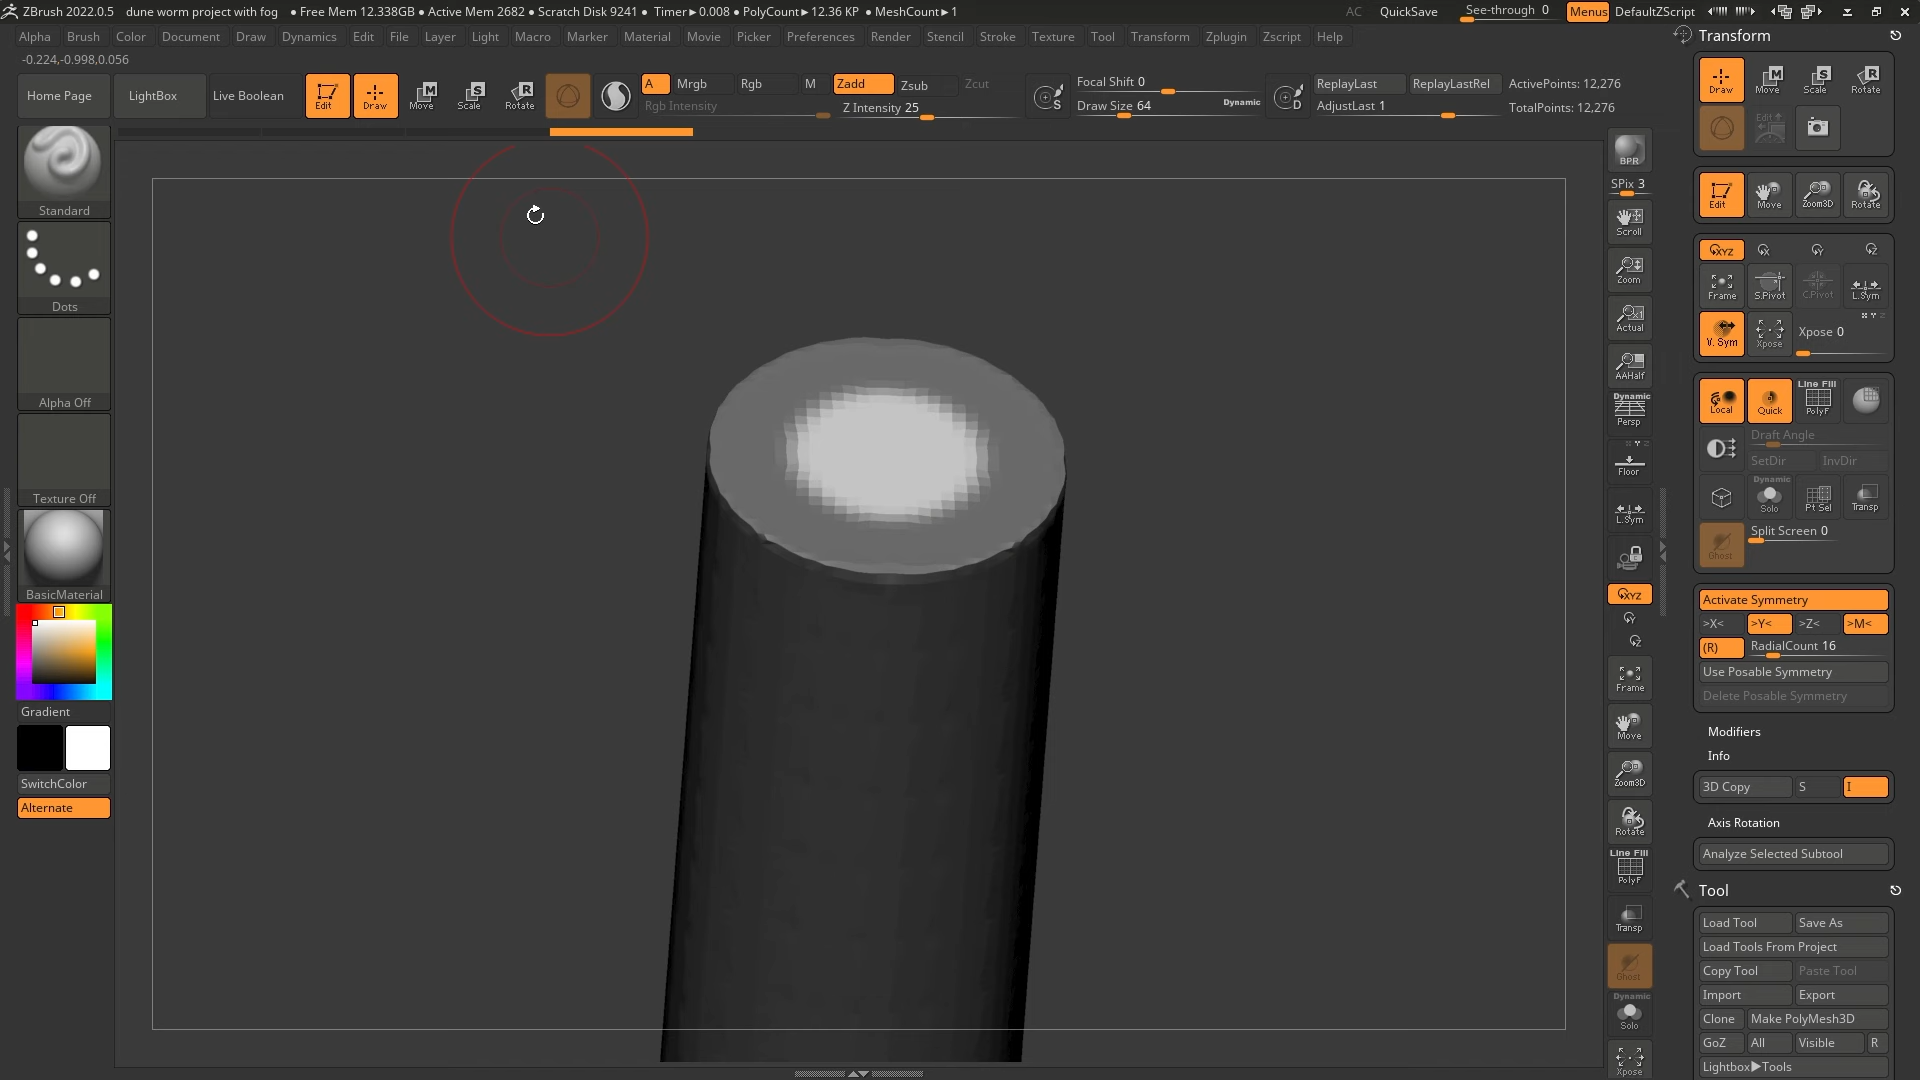 ZBrush 2022.0.5 dune worm project with fog ● Free Mem 12.338GB ● Active Mem 2682 ● Scratch Disk 9241 ● Timer►0.008 ● PolyCount►12.36 KP ● MeshCount►1 AC QuickSave See-through 0 Menus DefaultZScript
Alpha Brush Color Document Draw Dynamics Edit File Layer Light Macro Marker Material Movie Picker Preferences Render Stencil Stroke Texture Tool Transform Zplugin Zscript Help
-0.224,-0.998,0.056
Home Page LightBox Live Boolean Edit Draw Move Scale Rotate
A Mrgb Rgb M Zadd Zsub Zcut
Rgb Intensity Z Intensity 25
S Focal Shift 0
Draw Size 64 Dynamic
D ReplayLast ReplayLastRel ActivePoints: 12,276
AdjustLast 1 TotalPoints: 12,276
Standard
Dots
Alpha Off
Texture Off
BasicMaterial
Gradient
SwitchColor
Alternate
BPR
SPix 3
Scroll
Zoom
Actual
AAHalf
Dynamic
Persp
Floor
L.Sym
XYZ
Y
Z
Frame
Move
Zoom3D
Rotate
Line Fill
PolyF
Transp
Ghost
Dynamic
Solo
Xpose
Transform
Draw Move Scale Rotate
Edit
Edit Move Zoom3D Rotate
XYZ X Y Z
Frame S.Pivot C.Pivot L.Sym
V. Sym Xpose Xpose 0
Local Quick Line Fill PolyF
Draft Angle
SetDir InvDir
Dynamic
Solo Pt Sel Transp
Ghost Split Screen 0
Activate Symmetry
>X< >Y< >Z< >M<
(R) RadialCount 16
Use Posable Symmetry
Delete Posable Symmetry
Modifiers
Info
3D Copy S I
Axis Rotation
Analyze Selected Subtool
Tool
Load Tool Save As
Load Tools From Project
Copy Tool Paste Tool
Import Export
Clone Make PolyMesh3D
GoZ All Visible R
Lightbox►Tools